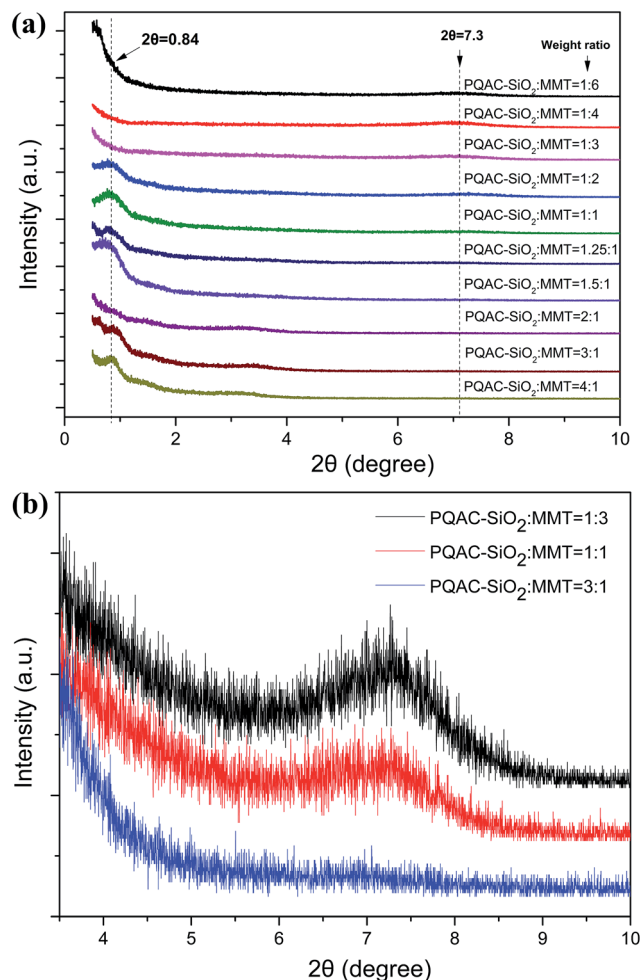 (a)
2θ=0.84
2θ=7.3
Weight ratio
PQAC-SiO₂:MMT=1:6
PQAC-SiO₂:MMT=1:4
PQAC-SiO₂:MMT=1:3
PQAC-SiO₂:MMT=1:2
PQAC-SiO₂:MMT=1:1
PQAC-SiO₂:MMT=1.25:1
PQAC-SiO₂:MMT=1.5:1
PQAC-SiO₂:MMT=2:1
PQAC-SiO₂:MMT=3:1
PQAC-SiO₂:MMT=4:1
Intensity (a.u.)
0 2 4 6 8 10
2θ (degree)
(b)
PQAC-SiO₂:MMT=1:3
PQAC-SiO₂:MMT=1:1
PQAC-SiO₂:MMT=3:1
Intensity (a.u.)
4 5 6 7 8 9 10
2θ (degree)